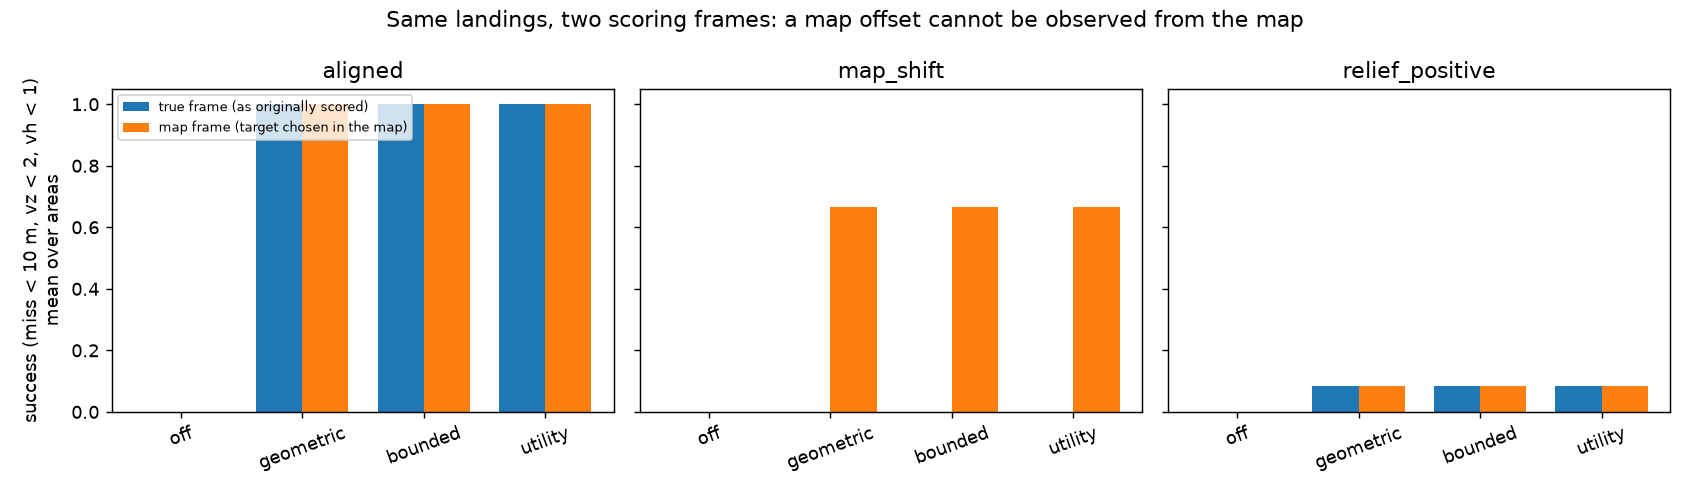 Same landings, two scoring frames: a map offset cannot be observed from the map
success (miss < 10 m, vz < 2, vh < 1)
mean over areas
aligned
true frame (as originally scored)
map frame (target chosen in the map)
1.0
0.8
0.6
0.4
0.2
0.0
off
geometric
bounded
utility
map_shift
off
geometric
bounded
utility
relief_positive
off
geometric
bounded
utility